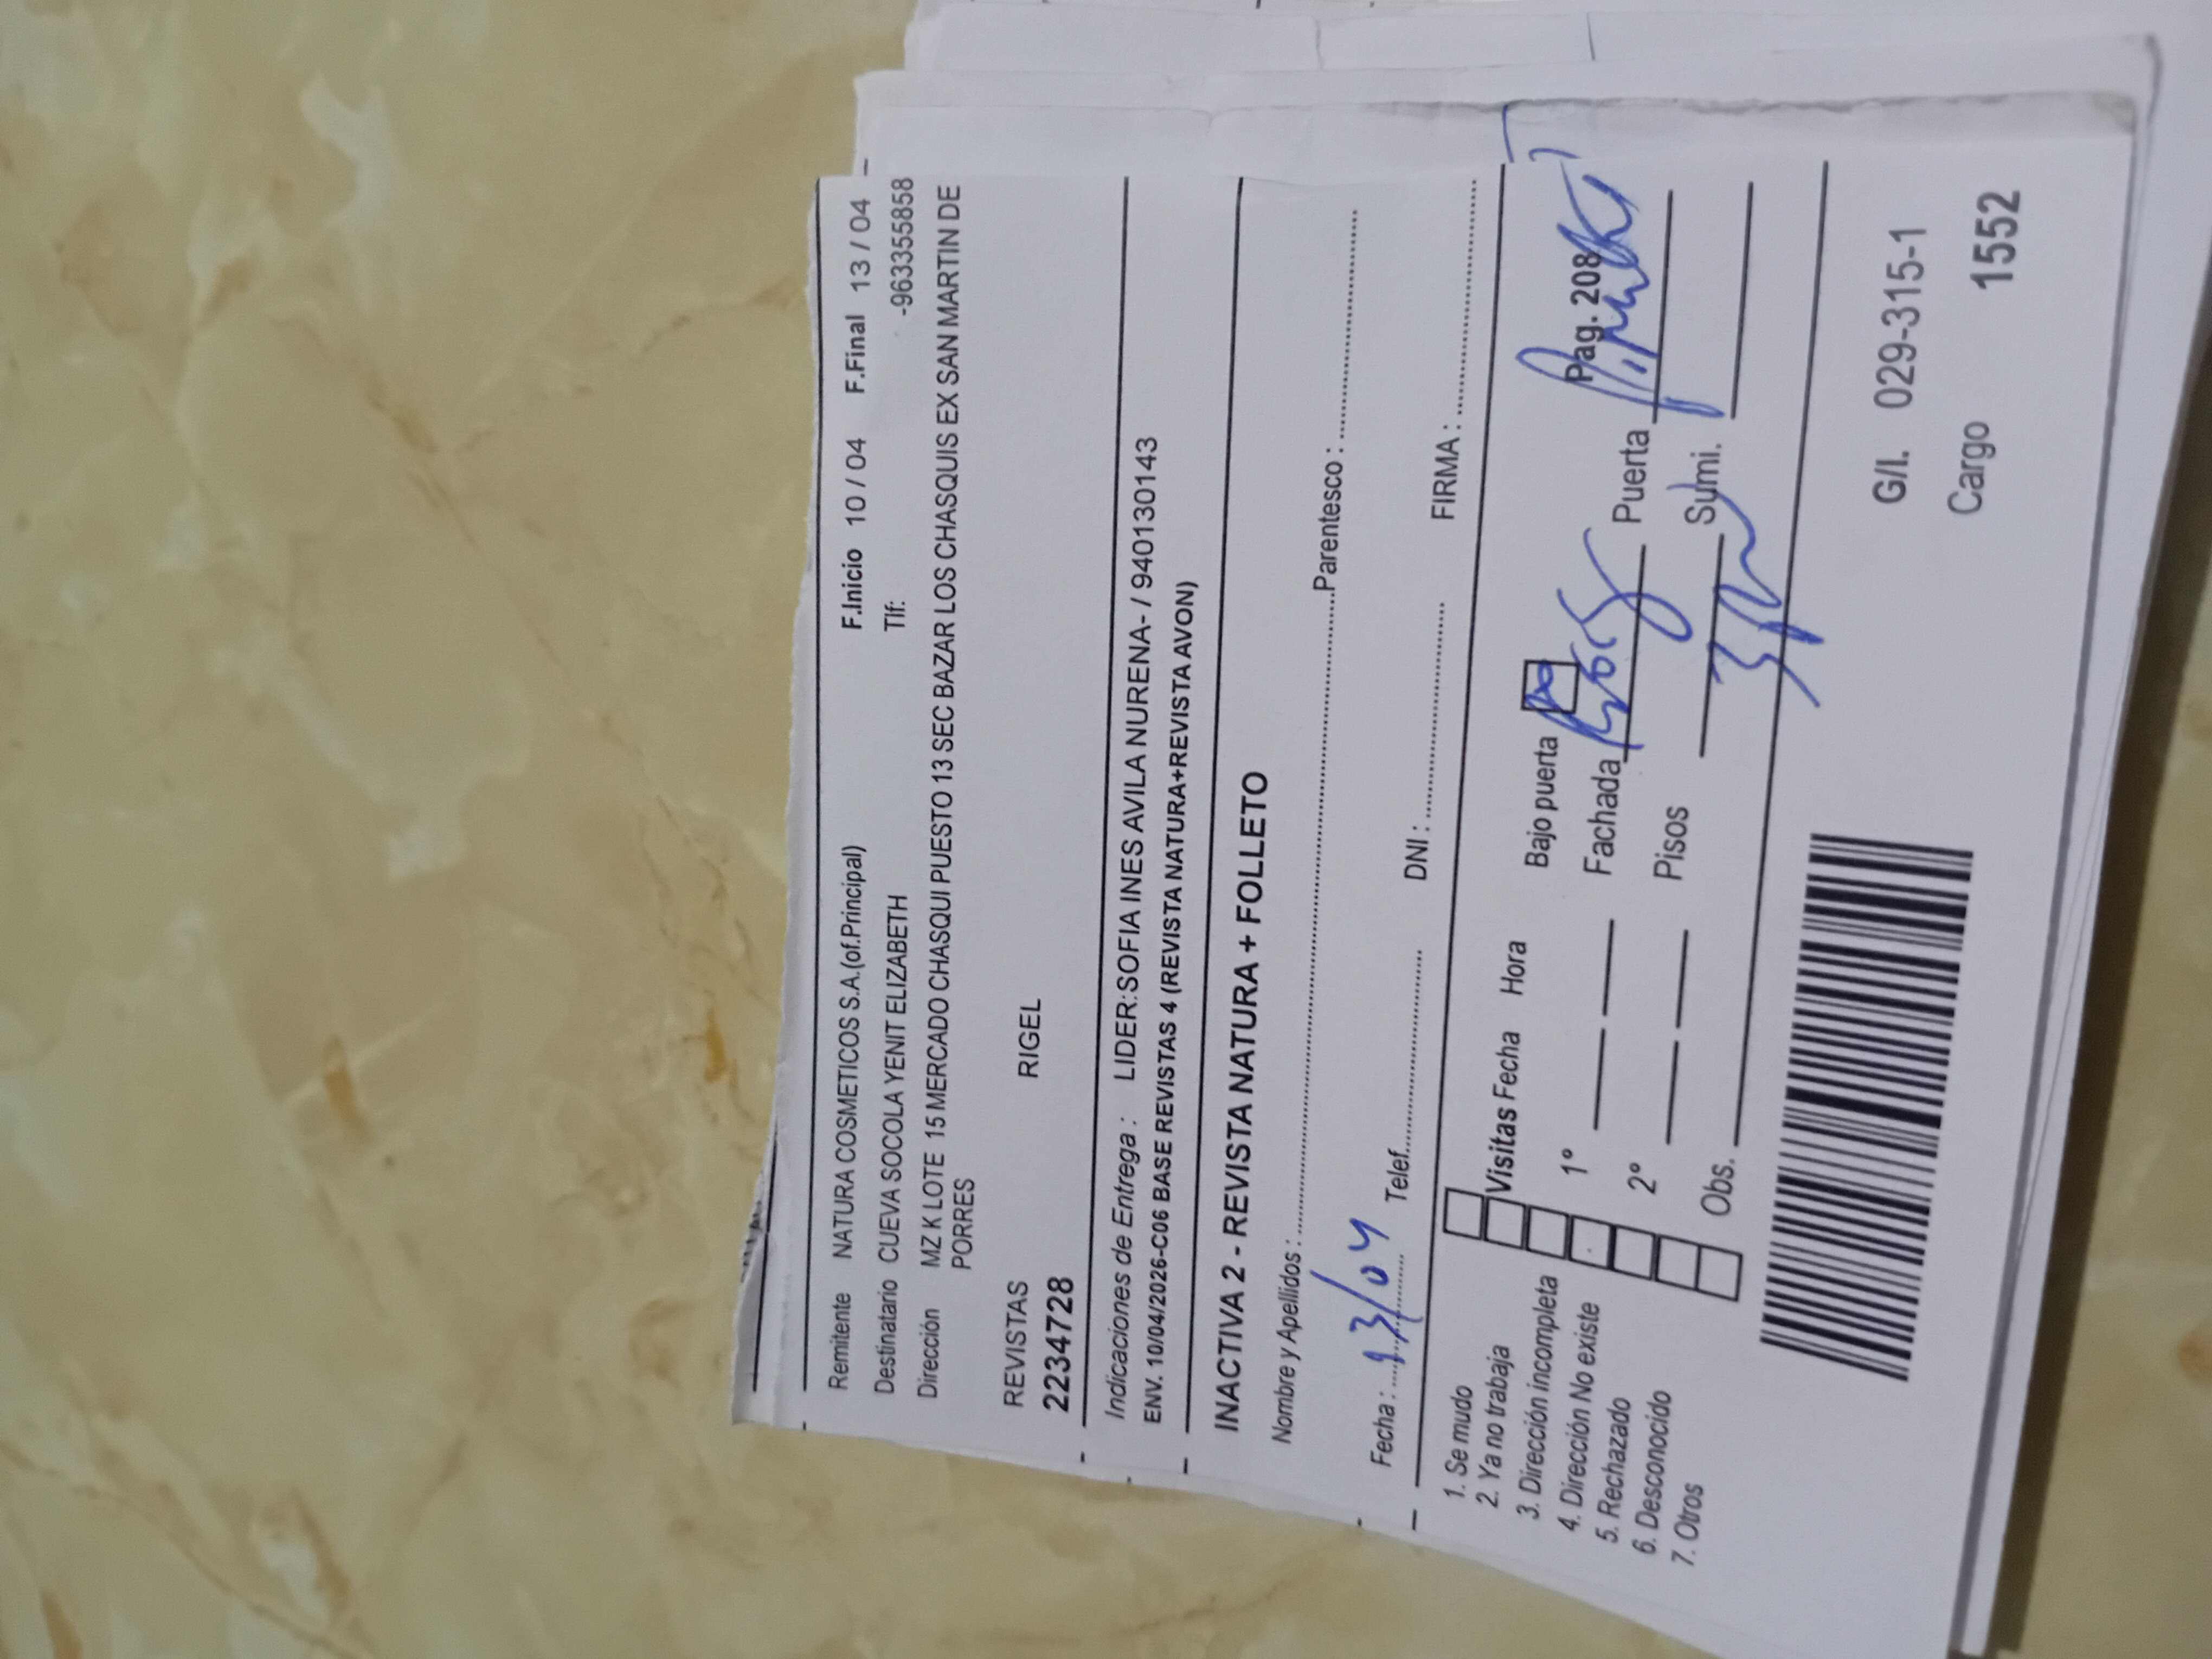 Remitente NATURA COSMETICOS S.A.(of.Principal) F.Inicio 10 / 04 F.Final 13 / 04
Destinatario CUEVA SOCOLA YENIT ELIZABETH Tlf: -963355858
Dirección MZ K LOTE 15 MERCADO CHASQUI PUESTO 13 SEC BAZAR LOS CHASQUIS EX SAN MARTIN DE
PORRES
REVISTAS RIGEL
2234728
Indicaciones de Entrega : LIDER:SOFIA INES AVILA NURENA- / 940130143
ENV. 10/04/2026-C06 BASE REVISTAS 4 (REVISTA NATURA+REVISTA AVON)
INACTIVA 2 - REVISTA NATURA + FOLLETO
Nombre y Apellidos : Parentesco :
Fecha : 13/04 Telef. DNI : FIRMA :
1. Se mudo
2. Ya no trabaja
3. Dirección incompleta
4. Dirección No existe
5. Rechazado
6. Desconocido
7. Otros
Visitas Fecha Hora
1º
2º
Obs.
Bajo puerta Pag. 208
Fachada Puerta
Pisos 3P Sumi.
G/I. 029-315-1
Cargo 1552